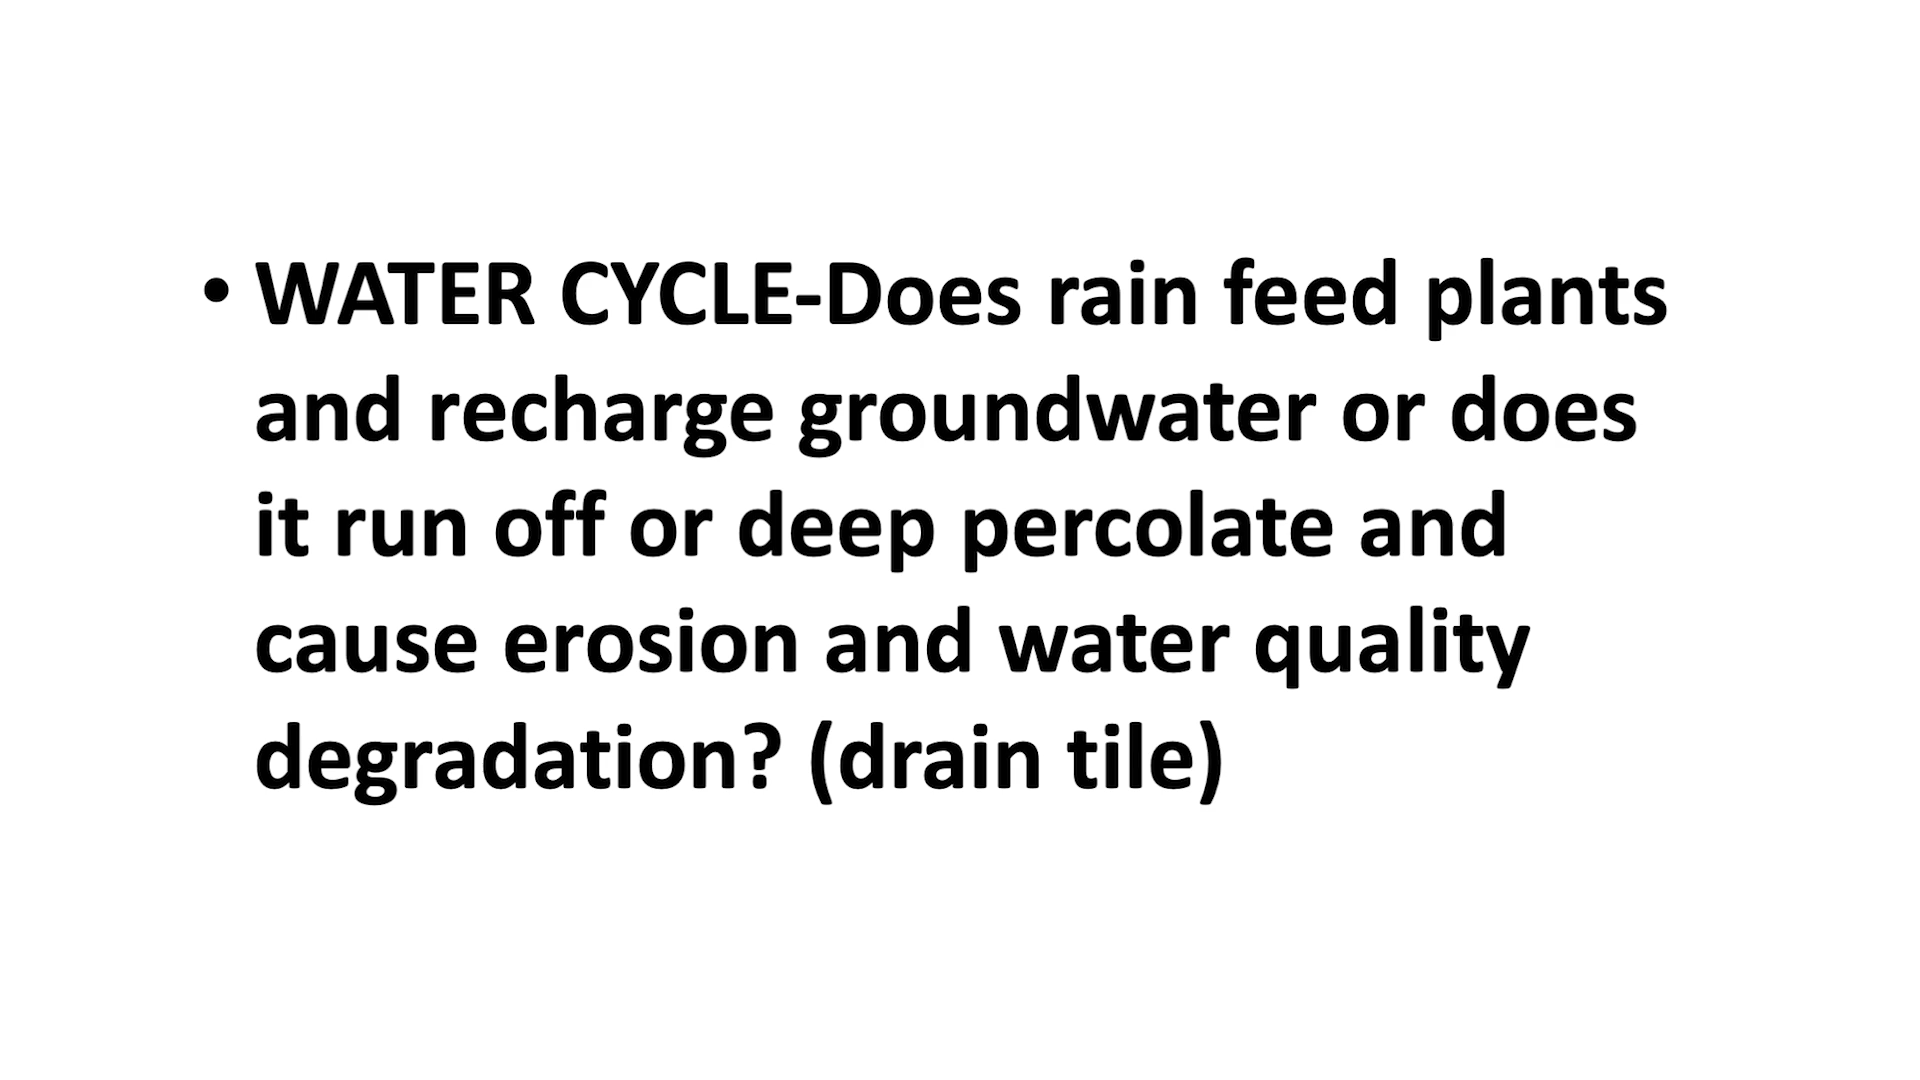 • WATER CYCLE-Does rain feed plants
and recharge groundwater or does
it run off or deep percolate and
cause erosion and water quality
degradation? (drain tile)